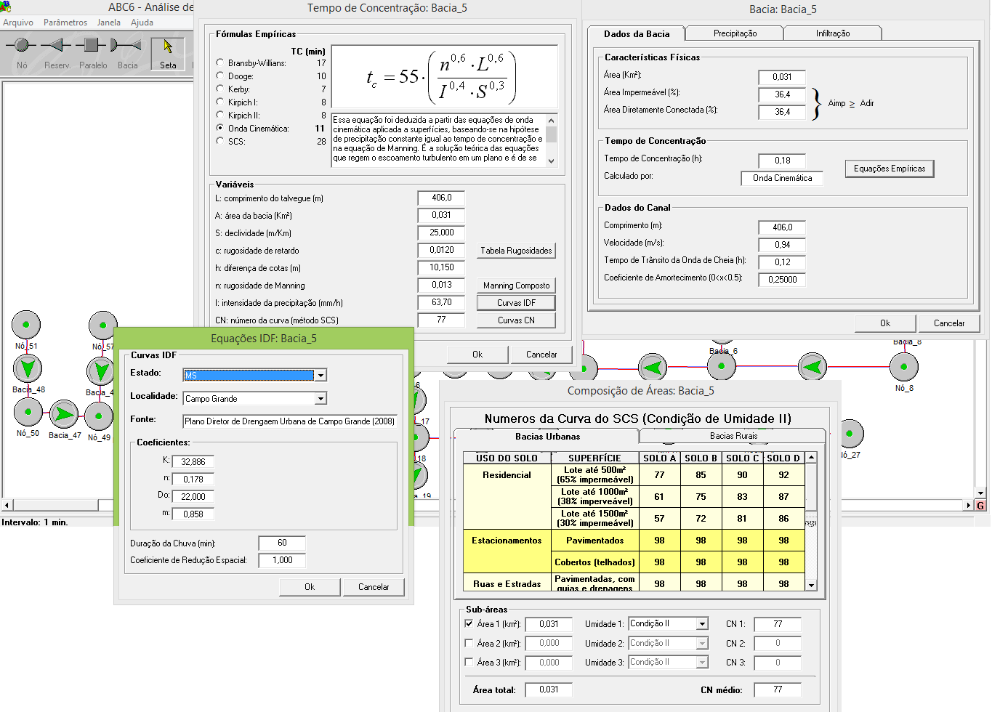 ABC6 - Análise de
Arquivo Parâmetros Janela Ajuda
Nó Reserv. Paralelo Bacia Seta
Nó_51 Nó_57
Bacia_48 Bacia_4
Nó_50 Bacia_47 Nó_49
Intervalo: 1 min.
Tempo de Concentração: Bacia_5
Fórmulas Empíricas
TC (min)
Bransby-Willians: 17
Dooge: 10
Kerby: 7
Kirpich I: 8
Kirpich II: 8
Onda Cinemática: 11
SCS: 28
t_c = 55 · ( n^0,6 · L^0,6 / I^0,4 · S^0,3 )
Essa equação foi deduzida a partir das equações de onda
cinemática aplicada a superfícies, baseando-se na hipótese
de precipitação constante igual ao tempo de concentração e
na equação de Manning. É a solução teórica das equações
que regem o escoamento turbulento em um plano e é de se
Variáveis
L: comprimento do talvegue (m) 406,0
A: área da bacia (Km²) 0,031
S: declividade (m/Km) 25,000
c: rugosidade de retardo 0,0120 Tabela Rugosidades
h: diferença de cotas (m) 10,150
n: rugosidade de Manning 0,013 Manning Composto
I: intensidade da precipitação (mm/h) 63,70 Curvas IDF
CN: número da curva (método SCS) 77 Curvas CN
Ok Cancelar
Bacia: Bacia_5
Dados da Bacia Precipitação Infiltração
Características Físicas
Área (Km²): 0,031
Área Impermeável (%): 36,4
Área Diretamente Conectada (%): 36,4
} Aimp ≥ Adir
Tempo de Concentração
Tempo de Concentração (h): 0,18
Calculado por: Onda Cinemática
Equações Empíricas
Dados do Canal
Comprimento (m): 406,0
Velocidade (m/s): 0,94
Tempo de Trânsito da Onda de Cheia (h): 0,12
Coeficiente de Amortecimento (0<x<0.5): 0,25000
Ok Cancelar
Bacia_6 Bacia_8
Nó_8
Nó_27
G
Equações IDF: Bacia_5
Curvas IDF
Estado: MS
Localidade: Campo Grande
Fonte: Plano Diretor de Drengaem Urbana de Campo Grande (2008)
Coeficientes:
K: 32,886
n: 0,178
Do: 22,000
m: 0,858
Duração da Chuva (min): 60
Coeficiente de Redução Espacial: 1,000
Ok Cancelar
Composição de Áreas: Bacia_5
Numeros da Curva do SCS (Condição de Umidade II)
Bacias Urbanas Bacias Rurais
USO DO SOLO SUPERFÍCIE SOLO A SOLO B SOLO C SOLO D
Residencial Lote até 500m² (65% impermeável) 77 85 90 92
Lote até 1000m² (38% imperveável) 61 75 83 87
Lote até 1500m² (30% impermeável) 57 72 81 86
Estacionamentos Pavimentados 98 98 98 98
Cobertos (telhados) 98 98 98 98
Ruas e Estradas Pavimentadas, com guias e drenagens 98 98 98 98
Sub-áreas
Área 1 (km²): 0,031 Umidade 1: Condição II CN 1: 77
Área 2 (km²): 0,000 Umidade 2: Condição II CN 2: 0
Área 3 (km²): 0,000 Umidade 3: Condição II CN 3: 0
Área total: 0,031 CN médio: 77